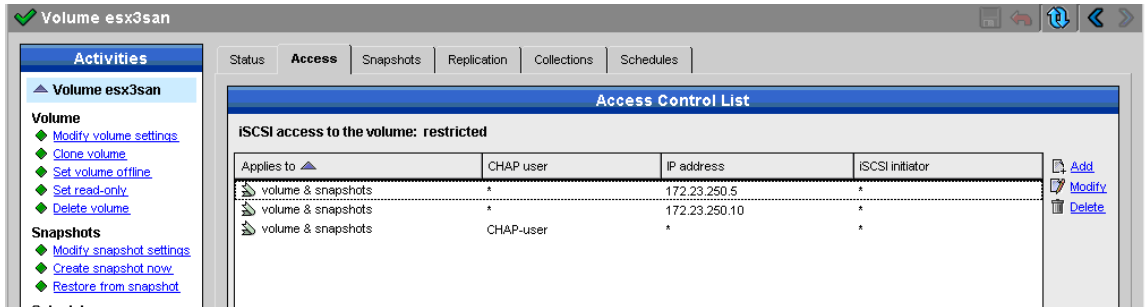 Volume esx3san
Activities
Volume esx3san
Volume
Modify volume settings
Clone volume
Set volume offline
Set read-only
Delete volume
Snapshots
Modify snapshot settings
Create snapshot now
Restore from snapshot
Status Access Snapshots Replication Collections Schedules
Access Control List
iSCSI access to the volume: restricted
Applies to CHAP user IP address iSCSI initiator
volume & snapshots * 172.23.250.5 *
volume & snapshots * 172.23.250.10 *
volume & snapshots CHAP-user * *
Add
Modify
Delete